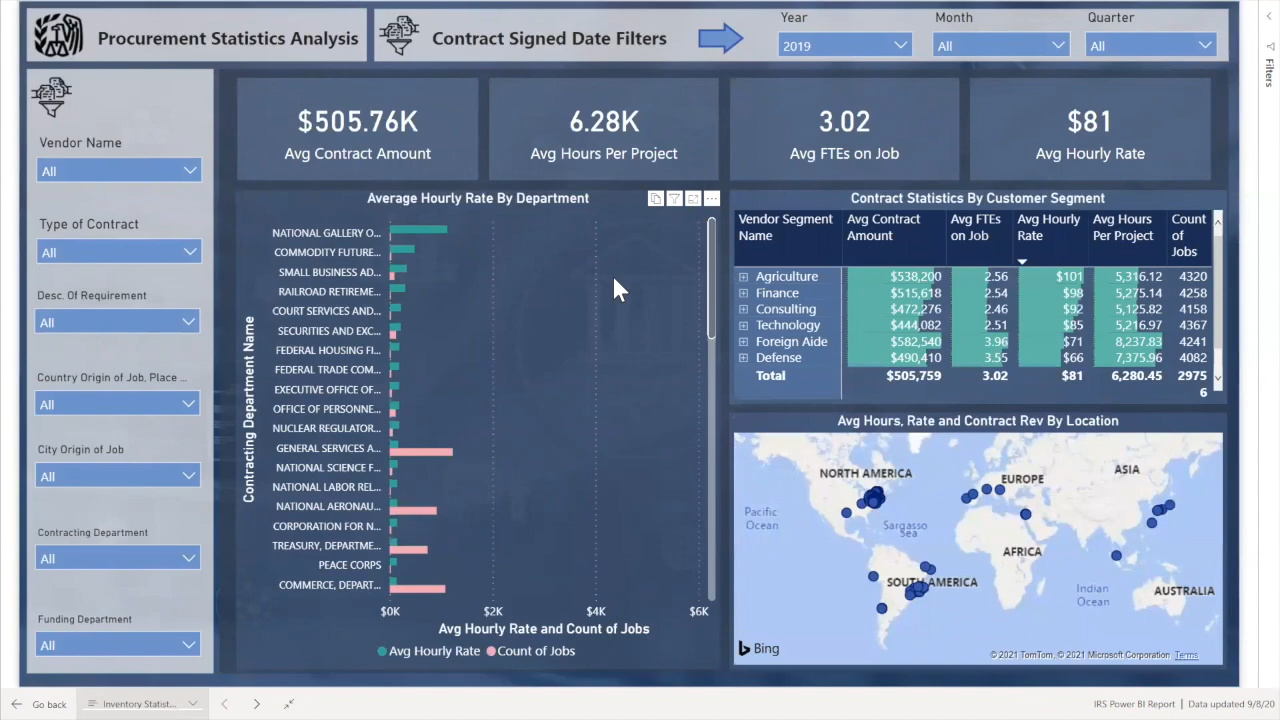 Procurement Statistics Analysis
Contract Signed Date Filters
Year
2019
Month
All
Quarter
All
Filters
Vendor Name
All
Type of Contract
All
Desc. Of Requirement
All
Country Origin of Job, Place ...
All
City Origin of Job
All
Contracting Department
All
Funding Department
All
$505.76K
Avg Contract Amount
6.28K
Avg Hours Per Project
3.02
Avg FTEs on Job
$81
Avg Hourly Rate
Average Hourly Rate By Department
Contracting Department Name
NATIONAL GALLERY O...
COMMODITY FUTURE...
SMALL BUSINESS AD...
RAILROAD RETIREME...
COURT SERVICES AND...
SECURITIES AND EXC...
FEDERAL HOUSING FI...
FEDERAL TRADE COM...
EXECUTIVE OFFICE OF...
OFFICE OF PERSONNE...
NUCLEAR REGULATOR...
GENERAL SERVICES A...
NATIONAL SCIENCE F...
NATIONAL LABOR REL...
NATIONAL AERONAU...
CORPORATION FOR N...
TREASURY, DEPARTME...
PEACE CORPS
COMMERCE, DEPART...
$0K $2K $4K $6K
Avg Hourly Rate and Count of Jobs
Avg Hourly Rate Count of Jobs
Contract Statistics By Customer Segment
Vendor Segment Name Avg Contract Amount Avg FTEs on Job Avg Hourly Rate Avg Hours Per Project Count of Jobs
Agriculture $538,200 2.56 $101 5,316.12 4320
Finance $515,618 2.54 $98 5,275.14 4258
Consulting $472,276 2.46 $92 5,125.82 4158
Technology $444,082 2.51 $85 5,216.97 4367
Foreign Aide $582,540 3.96 $71 8,237.83 4241
Defense $490,410 3.55 $66 7,375.96 4082
Total $505,759 3.02 $81 6,280.45 2975
6
Avg Hours, Rate and Contract Rev By Location
NORTH AMERICA
EUROPE
ASIA
Pacific
Ocean
Sargasso
Sea
AFRICA
SOUTH AMERICA
Indian
Ocean
AUSTRALIA
Bing
© 2021 TomTom, © 2021 Microsoft Corporation Terms
Go back
Inventory Statist...
IRS Power BI Report | Data updated 9/8/20